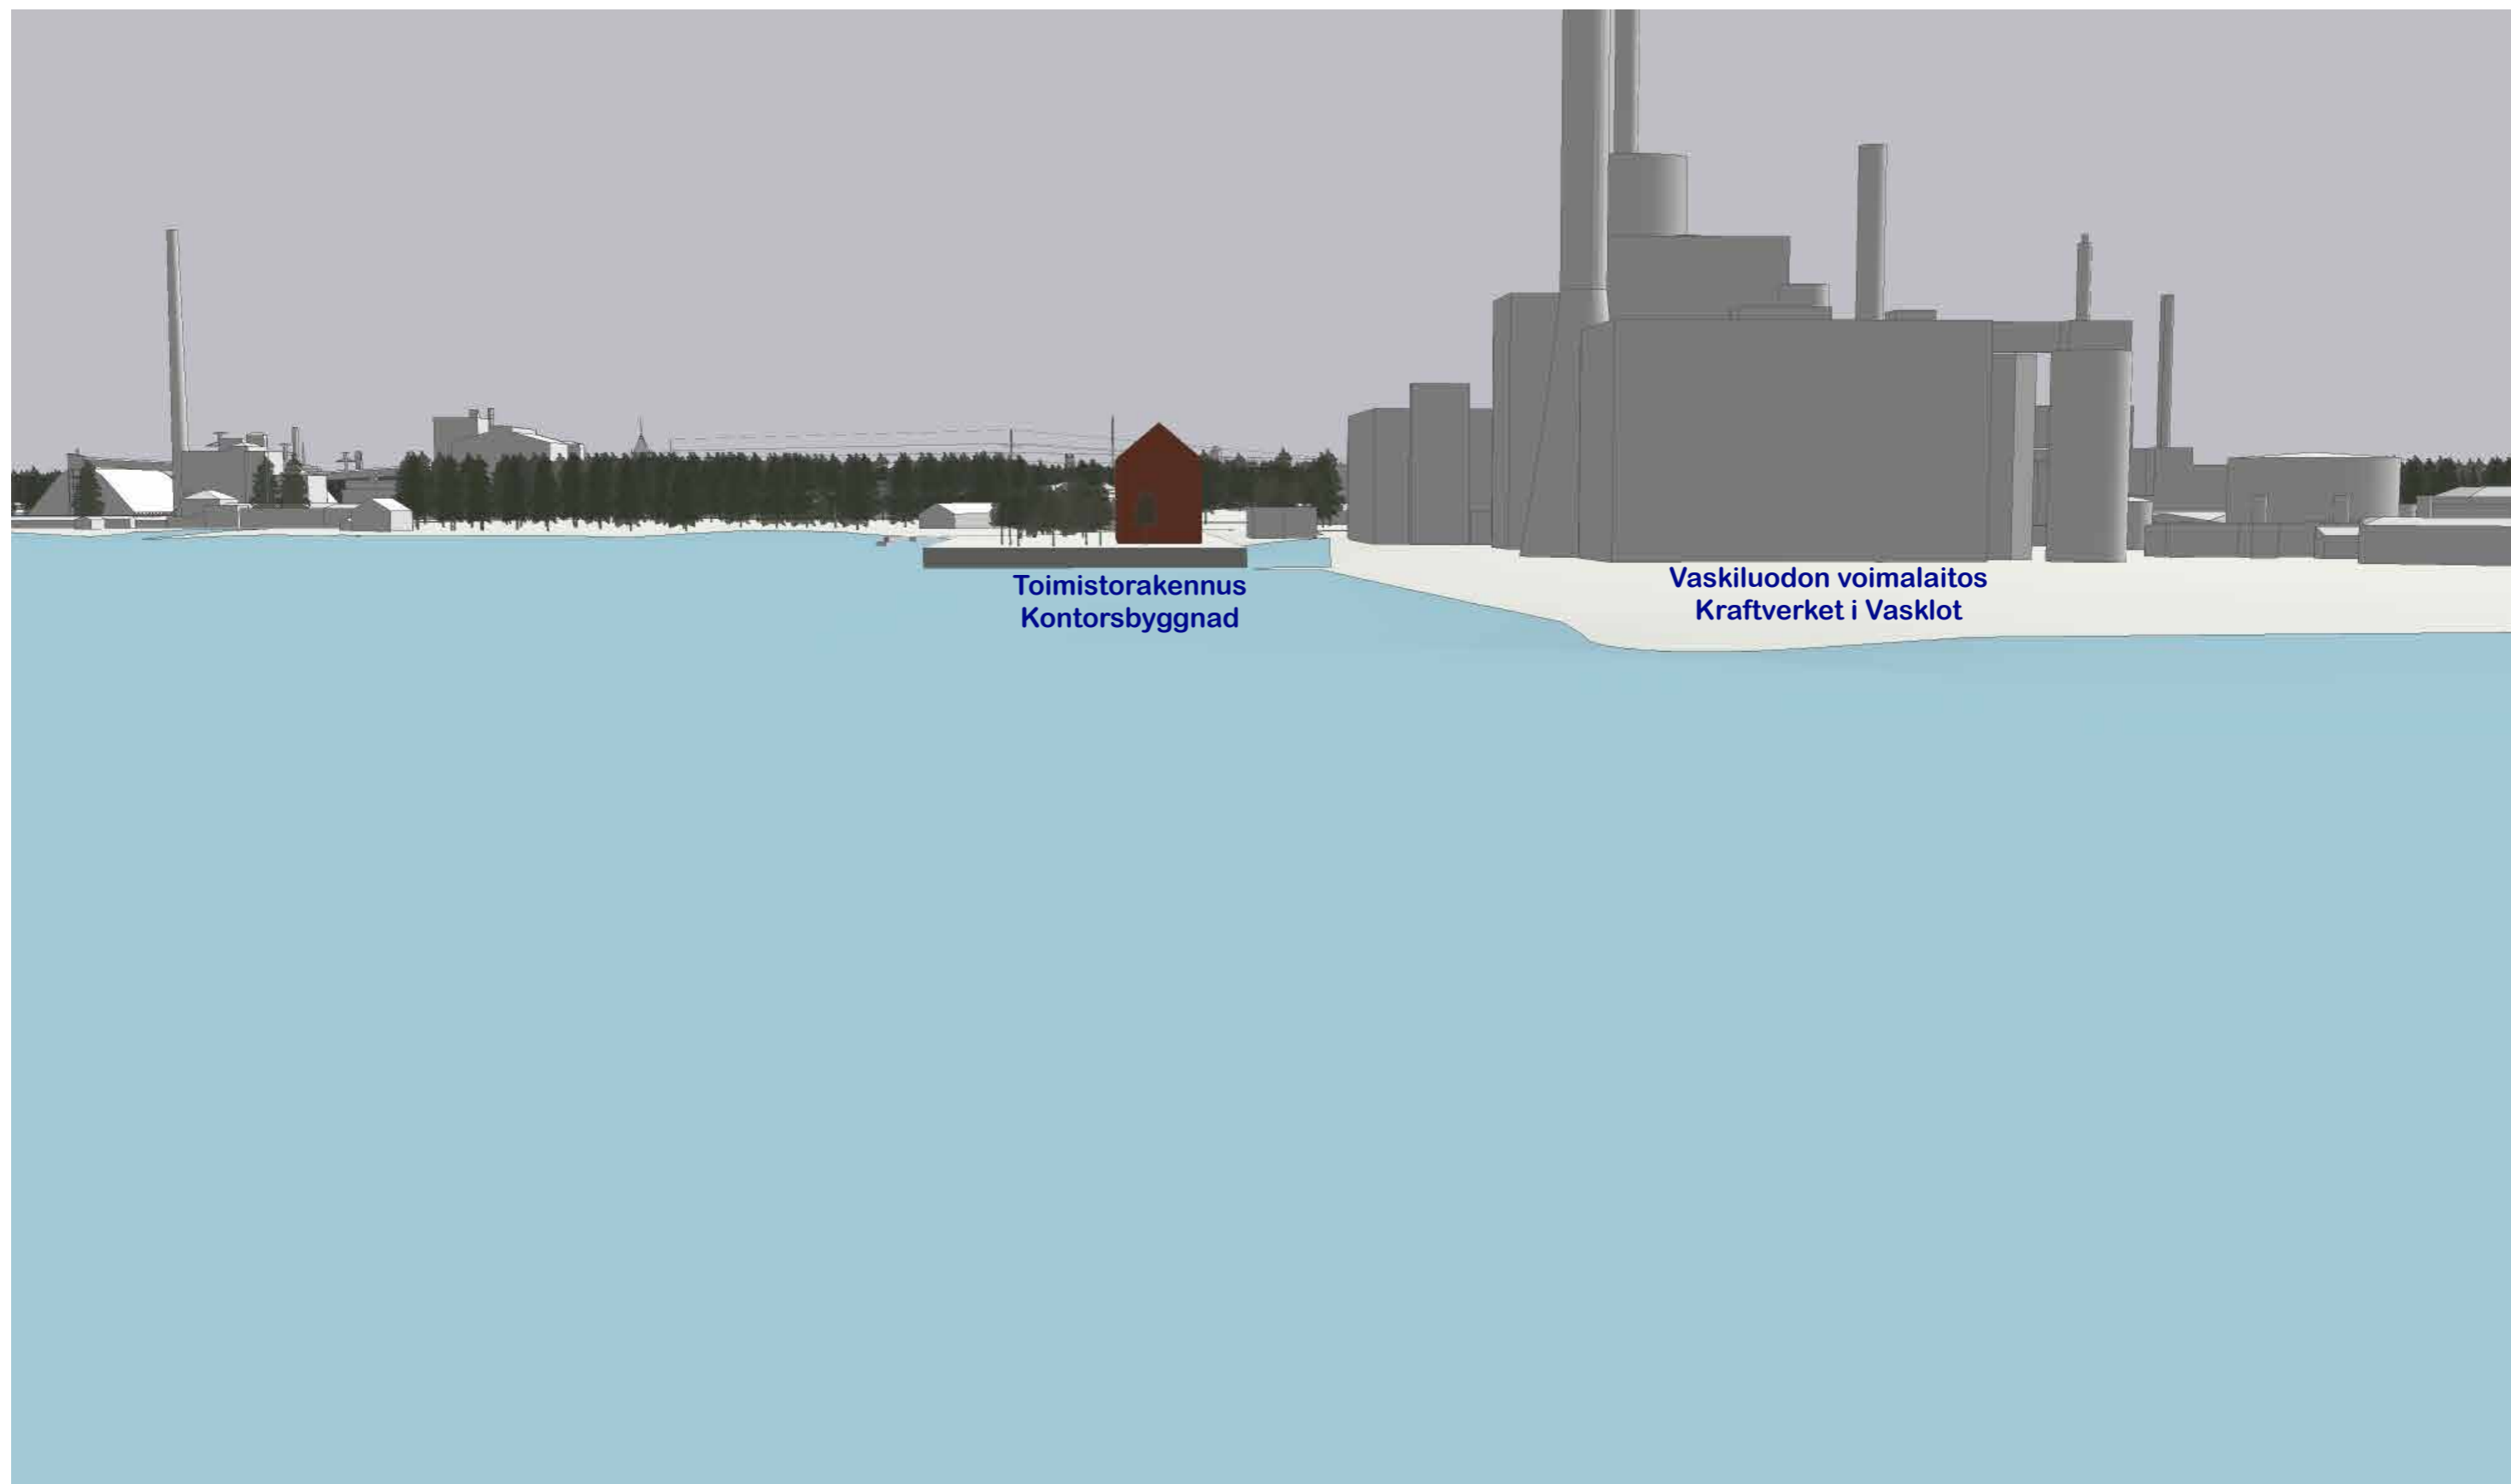 Toimistorakennus
Kontorsbyggnad
Vaskiluodon voimalaitos
Kraftverket i Vasklot